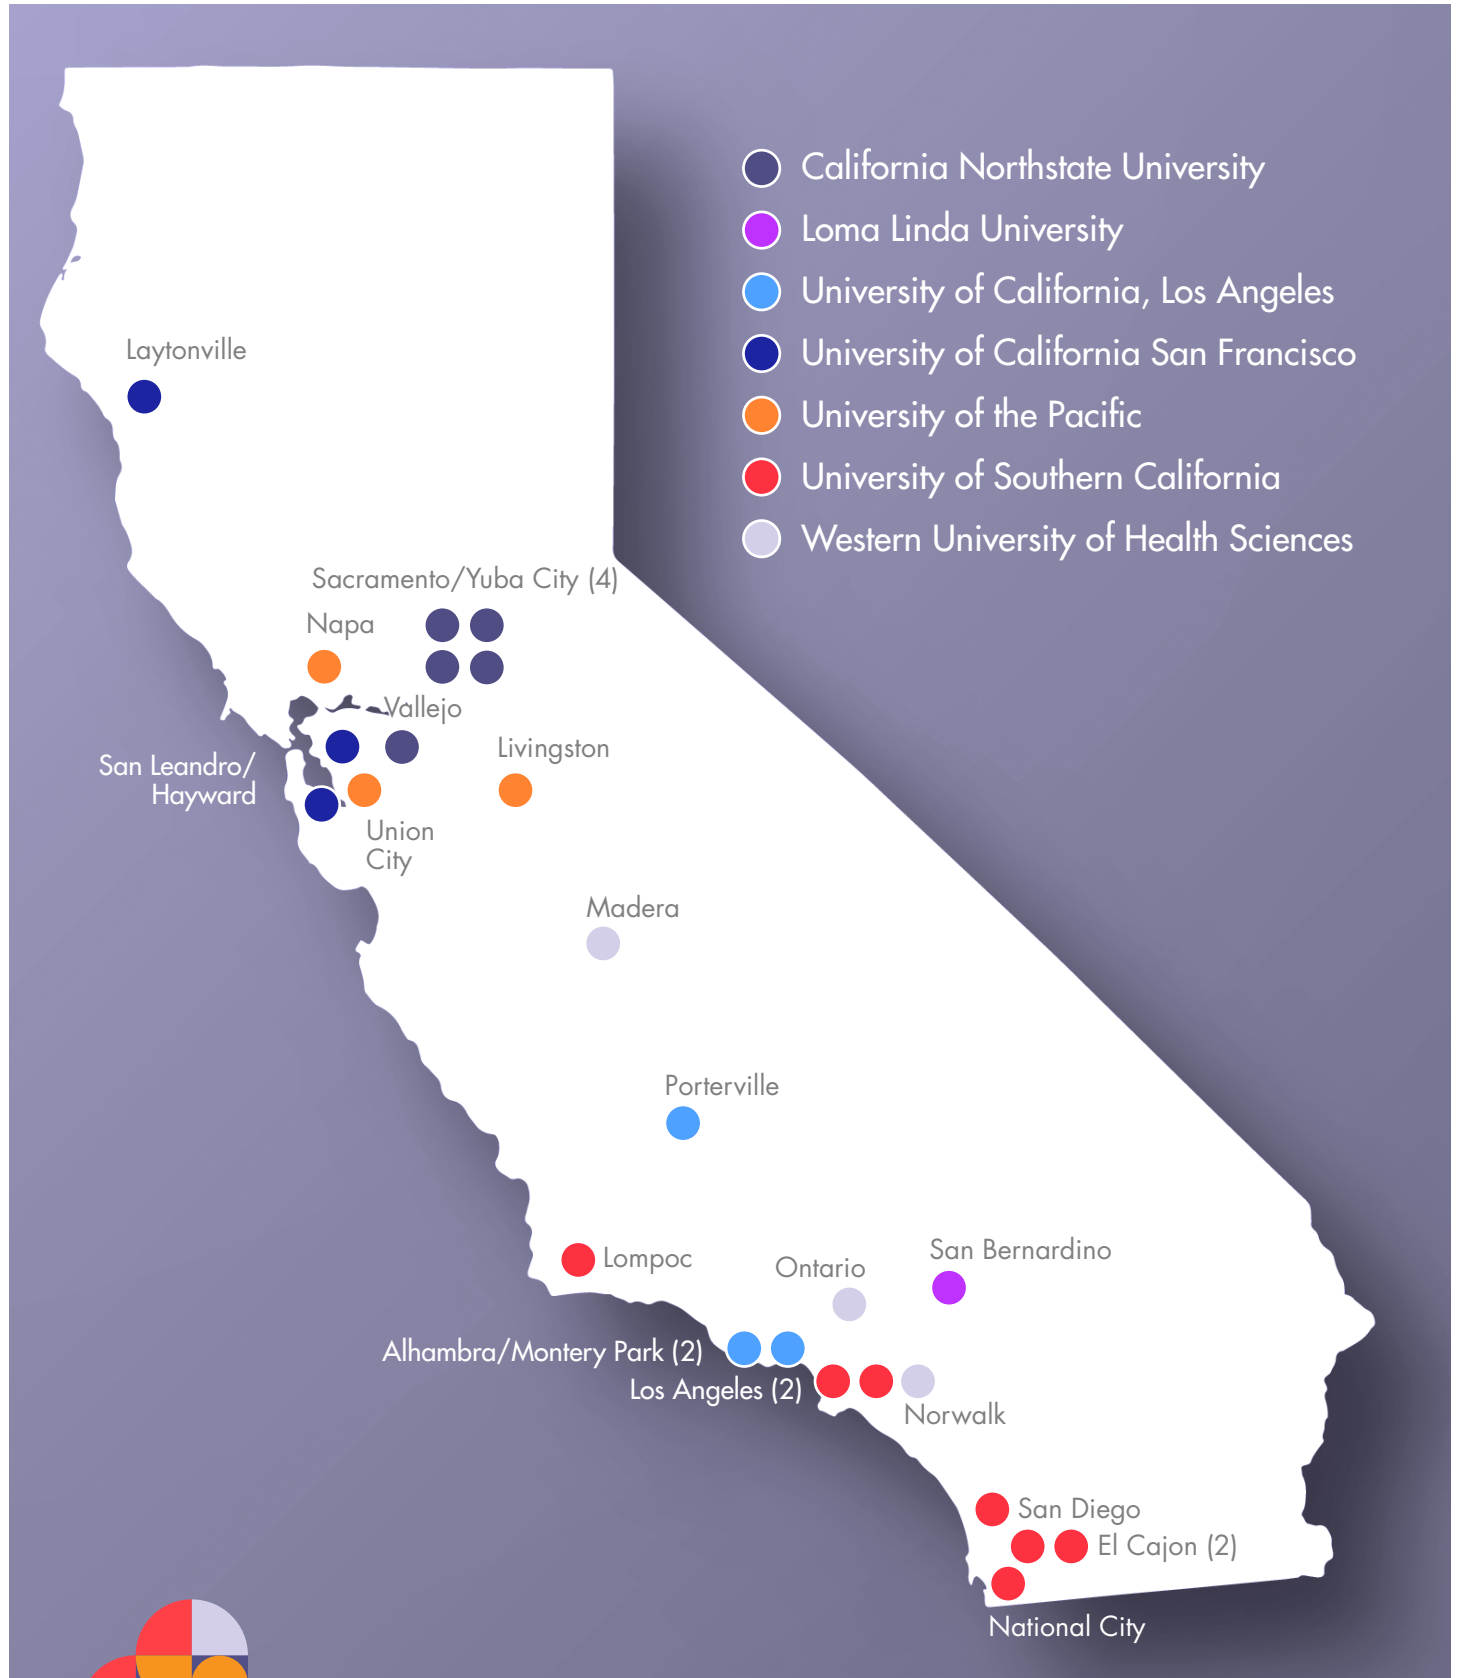 California Northstate University
Loma Linda University
University of California, Los Angeles
University of California San Francisco
University of the Pacific
University of Southern California
Western University of Health Sciences
Laytonville
Sacramento/Yuba City (4)
Napa
Vallejo
San Leandro/
Hayward
Livingston
Union
City
Madera
Porterville
Lompoc
San Bernardino
Ontario
Alhambra/Montery Park (2)
Los Angeles (2)
Norwalk
San Diego
El Cajon (2)
National City